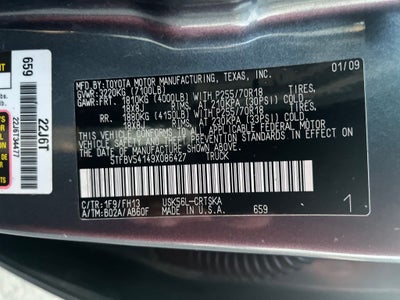 MFD. BY: TOYOTA MOTOR MANUFACTURING, TEXAS, INC. 01/09
GVWR: 3220KG (7100LB)
GAWR: FRT. 1810KG (4000LB) WITH P255/70R18 TIRES,
18X8J RIMS AT 210KPA (30PSI) COLD
RR. 1880KG (4150LB) WITH P255/70R18 TIRES,
18X8J RIMS AT 230KPA (33PSI) COLD
THIS VEHICLE CONFORMS TO ALL APPLICABLE FEDERAL MOTOR
VEHICLE SAFETY AND THEFT PREVENTION STANDARDS IN
EFFECT ON THE DATE OF MANUFACTURE SHOWN ABOVE.
5TFBV54149X086427 TRUCK
C/TR: 1F9/FH13 USK56L-CRTSKA
A/TM: B02A/AB60F MADE IN U.S.A. 659 1
659
2216T